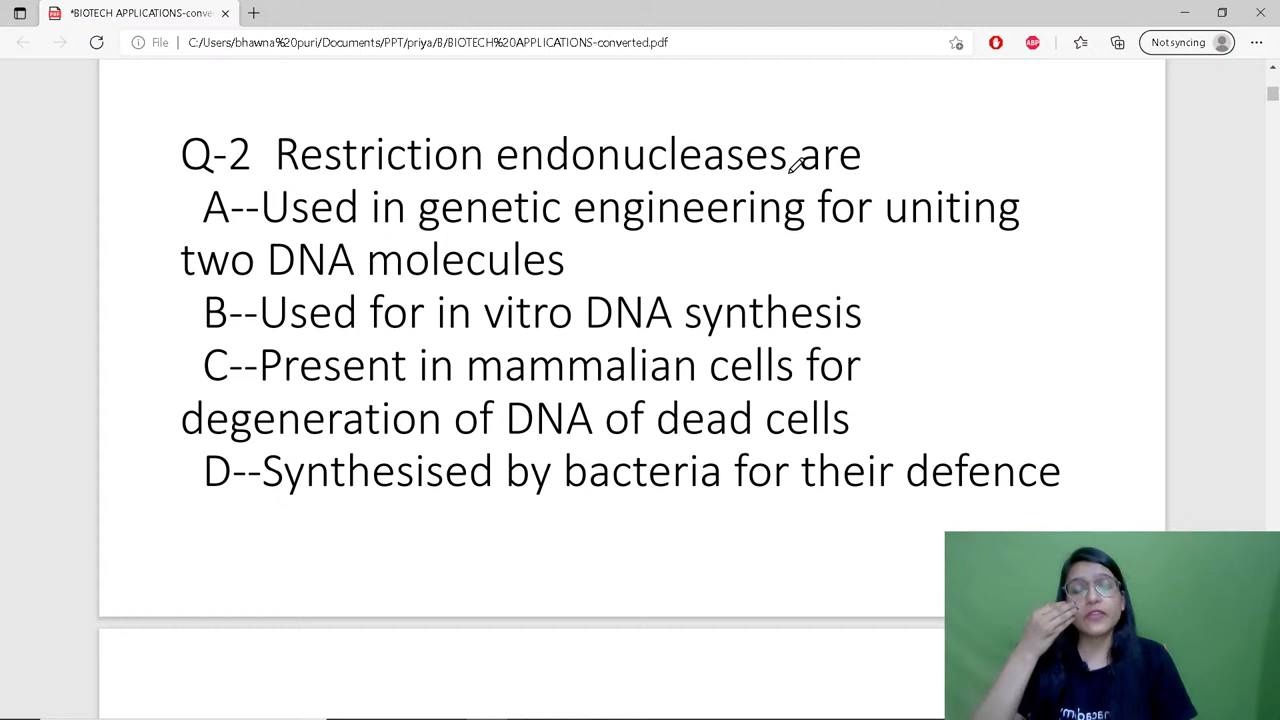 *BIOTECH APPLICATIONS-conve
File
C:/Users/bhawna%20puri/Documents/PPT/priya/B/BIOTECH%20APPLICATIONS-converted.pdf
ABP
Not syncing
Q-2 Restriction endonucleases are
A--Used in genetic engineering for uniting
two DNA molecules
B--Used for in vitro DNA synthesis
C--Present in mammalian cells for
degeneration of DNA of dead cells
D--Synthesised by bacteria for their defence